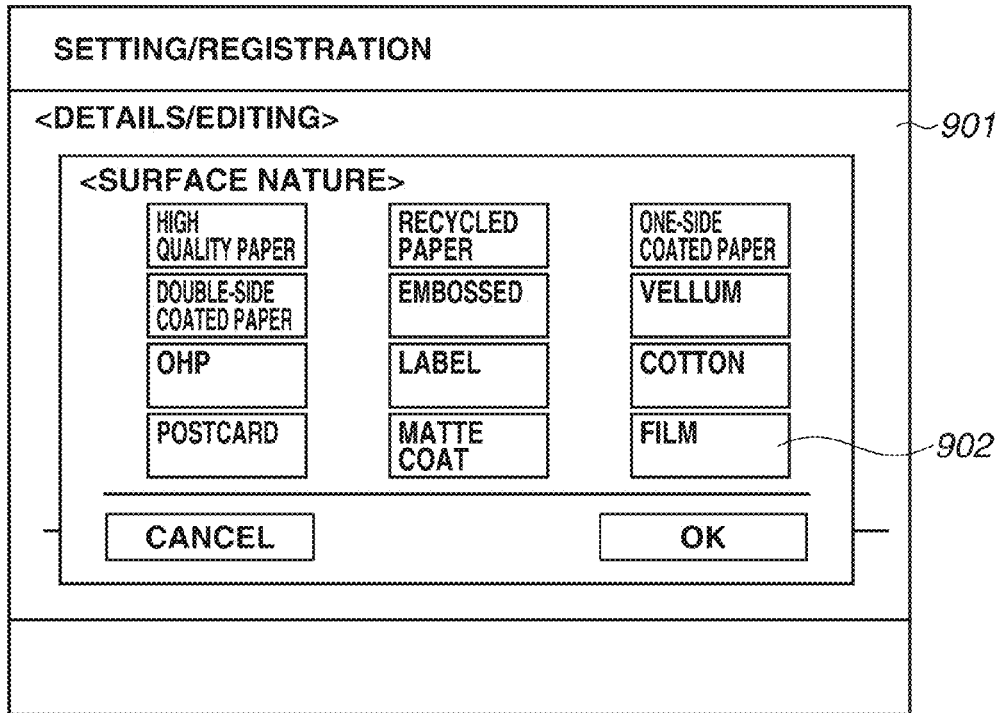 SETTING/REGISTRATION
<DETAILS/EDITING>
901
<SURFACE NATURE>
HIGH
QUALITY PAPER
RECYCLED
PAPER
ONE-SIDE
COATED PAPER
DOUBLE-SIDE
COATED PAPER
EMBOSSED
VELLUM
OHP
LABEL
COTTON
POSTCARD
MATTE
COAT
FILM
902
CANCEL
OK